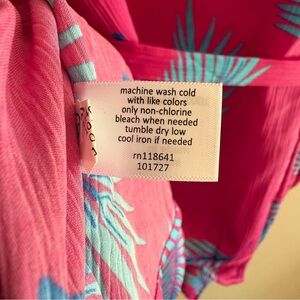 machine wash cold
with like colors
only non-chlorine
bleach when needed
tumble dry low
cool iron if needed
rn118641
101727